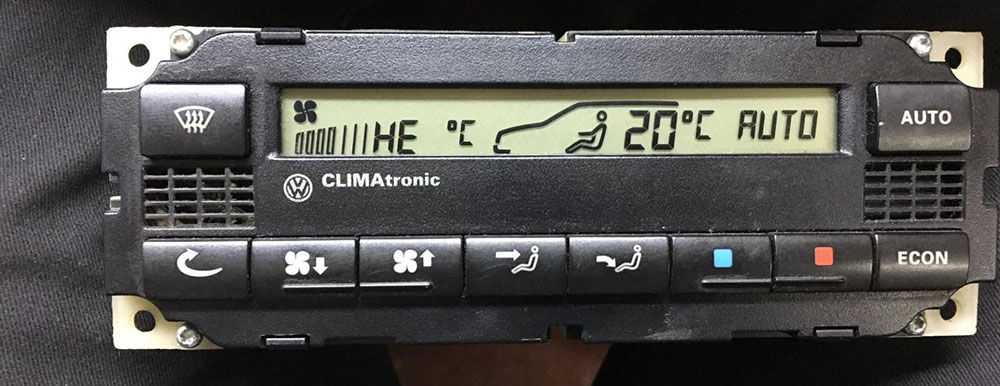 HE °C 20°C AUTO
AUTO
CLIMAtronic
ECON